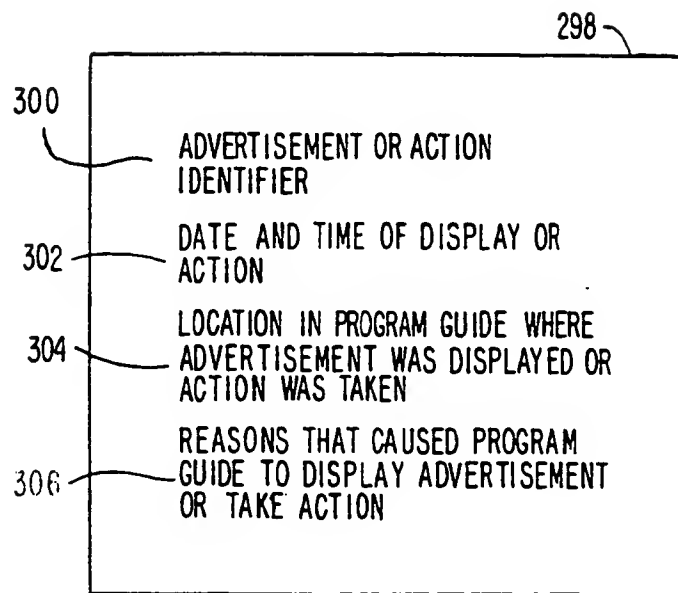 298
300
ADVERTISEMENT OR ACTION
IDENTIFIER
302
DATE AND TIME OF DISPLAY OR
ACTION
304
LOCATION IN PROGRAM GUIDE WHERE
ADVERTISEMENT WAS DISPLAYED OR
ACTION WAS TAKEN
306
REASONS THAT CAUSED PROGRAM
GUIDE TO DISPLAY ADVERTISEMENT
OR TAKE ACTION